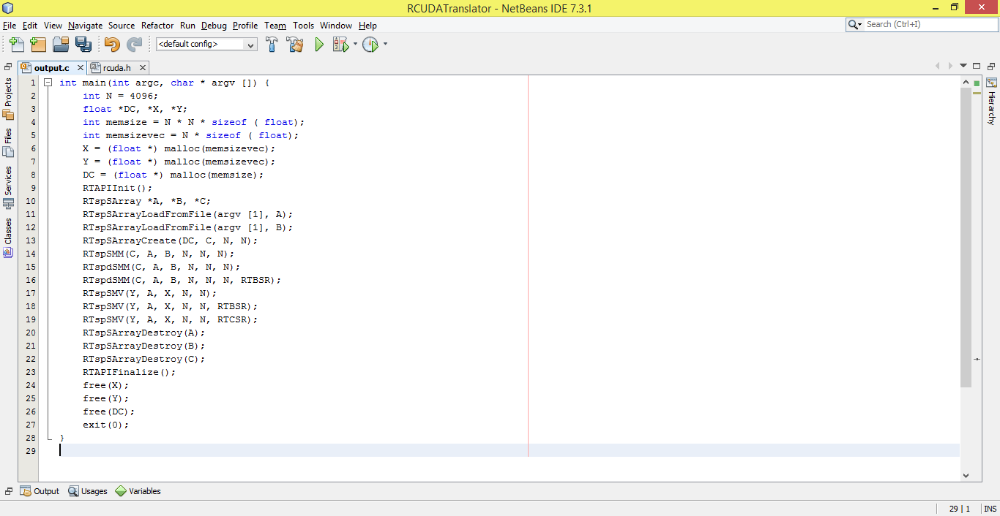 RCUDATranslator - NetBeans IDE 7.3.1
File Edit View Navigate Source Refactor Run Debug Profile Team Tools Window Help
Search (Ctrl+I)
<default config>
output.c
rcuda.h
Projects
Files
Services
Classes
Hierarchy
1 int main(int argc, char * argv []) {
2     int N = 4096;
3     float *DC, *X, *Y;
4     int memsize = N * N * sizeof ( float);
5     int memsizevec = N * sizeof ( float);
6     X = (float *) malloc(memsizevec);
7     Y = (float *) malloc(memsizevec);
8     DC = (float *) malloc(memsize);
9     RTAPIInit();
10     RTspSArray *A, *B, *C;
11     RTspSArrayLoadFromFile(argv [1], A);
12     RTspSArrayLoadFromFile(argv [1], B);
13     RTspSArrayCreate(DC, C, N, N);
14     RTspSMM(C, A, B, N, N, N);
15     RTspdSMM(C, A, B, N, N, N);
16     RTspdSMM(C, A, B, N, N, N, RTBSR);
17     RTspSMV(Y, A, X, N, N);
18     RTspSMV(Y, A, X, N, N, RTBSR);
19     RTspSMV(Y, A, X, N, N, RTCSR);
20     RTspSArrayDestroy(A);
21     RTspSArrayDestroy(B);
22     RTspSArrayDestroy(C);
23     RTAPIFinalize();
24     free(X);
25     free(Y);
26     free(DC);
27     exit(0);
28 }
29
Output Usages Variables
29 | 1 INS